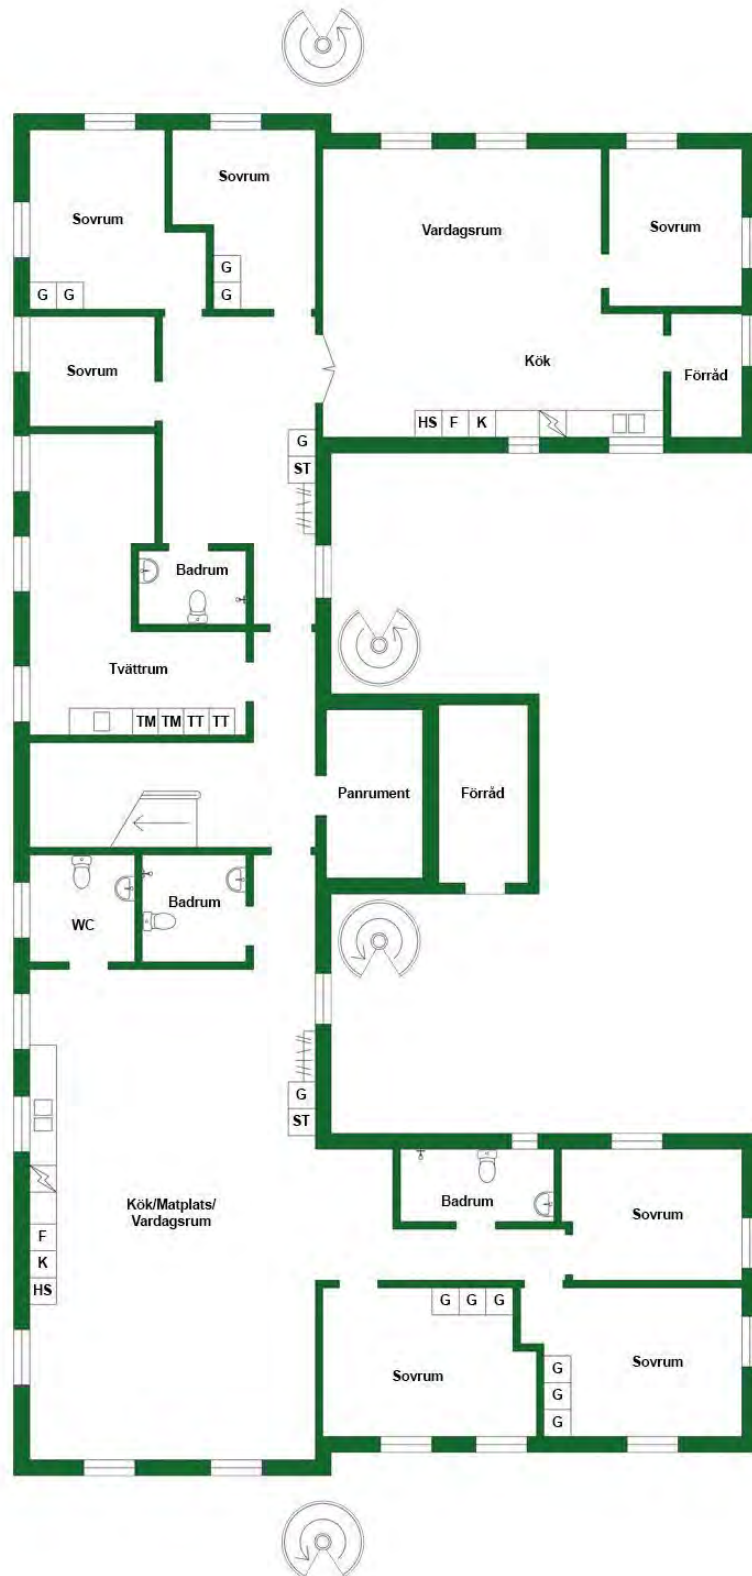 Sovrum
Sovrum
Vardagsrum
Sovrum
G
G
G
G
Sovrum
Kök
Förråd
HS F K
G
ST
Badrum
Tvättrum
TM TM TT TT
Panrument
Förråd
WC
Badrum
G
ST
Kök/Matplats/
Vardagsrum
F
K
HS
Badrum
Sovrum
G G G
Sovrum
G
G
G
Sovrum